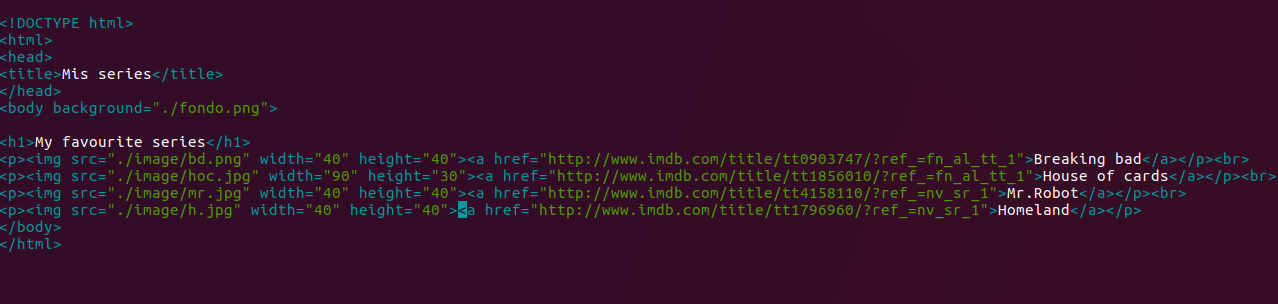 <!DOCTYPE html>
<html>
<head>
<title>Mis series</title>
</head>
<body background="./fondo.png">
<h1>My favourite series</h1>
<p><img src="./image/bd.png" width="40" height="40"><a href="http://www.imdb.com/title/tt0903747/?ref_=fn_al_tt_1">Breaking bad</a></p><br>
<p><img src="./image/hoc.jpg" width="90" height="30"><a href="http://www.imdb.com/title/tt1856010/?ref_=fn_al_tt_1">House of cards</a></p><br>
<p><img src="./image/mr.jpg" width="40" height="40"><a href="http://www.imdb.com/title/tt4158110/?ref_=nv_sr_1">Mr.Robot</a></p><br>
<p><img src="./image/h.jpg" width="40" height="40"><a href="http://www.imdb.com/title/tt1796960/?ref_=nv_sr_1">Homeland</a></p>
</body>
</html>